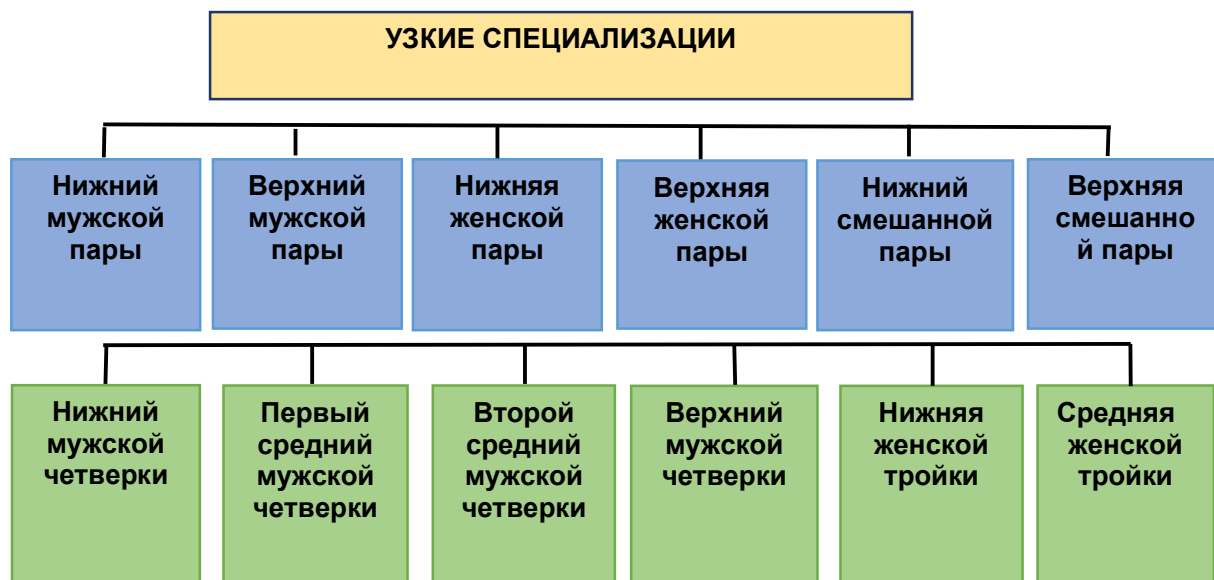 УЗКИЕ СПЕЦИАЛИЗАЦИИ
Нижний
мужской
пары
Верхний
мужской
пары
Нижняя
женской
пары
Верхняя
женской
пары
Нижний
смешанной
пары
Верхняя
смешанно
й пары
Нижний
мужской
четверки
Первый
средний
мужской
четверки
Второй
средний
мужской
четверки
Верхний
мужской
четверки
Нижняя
женской
тройки
Средняя
женской
тройки